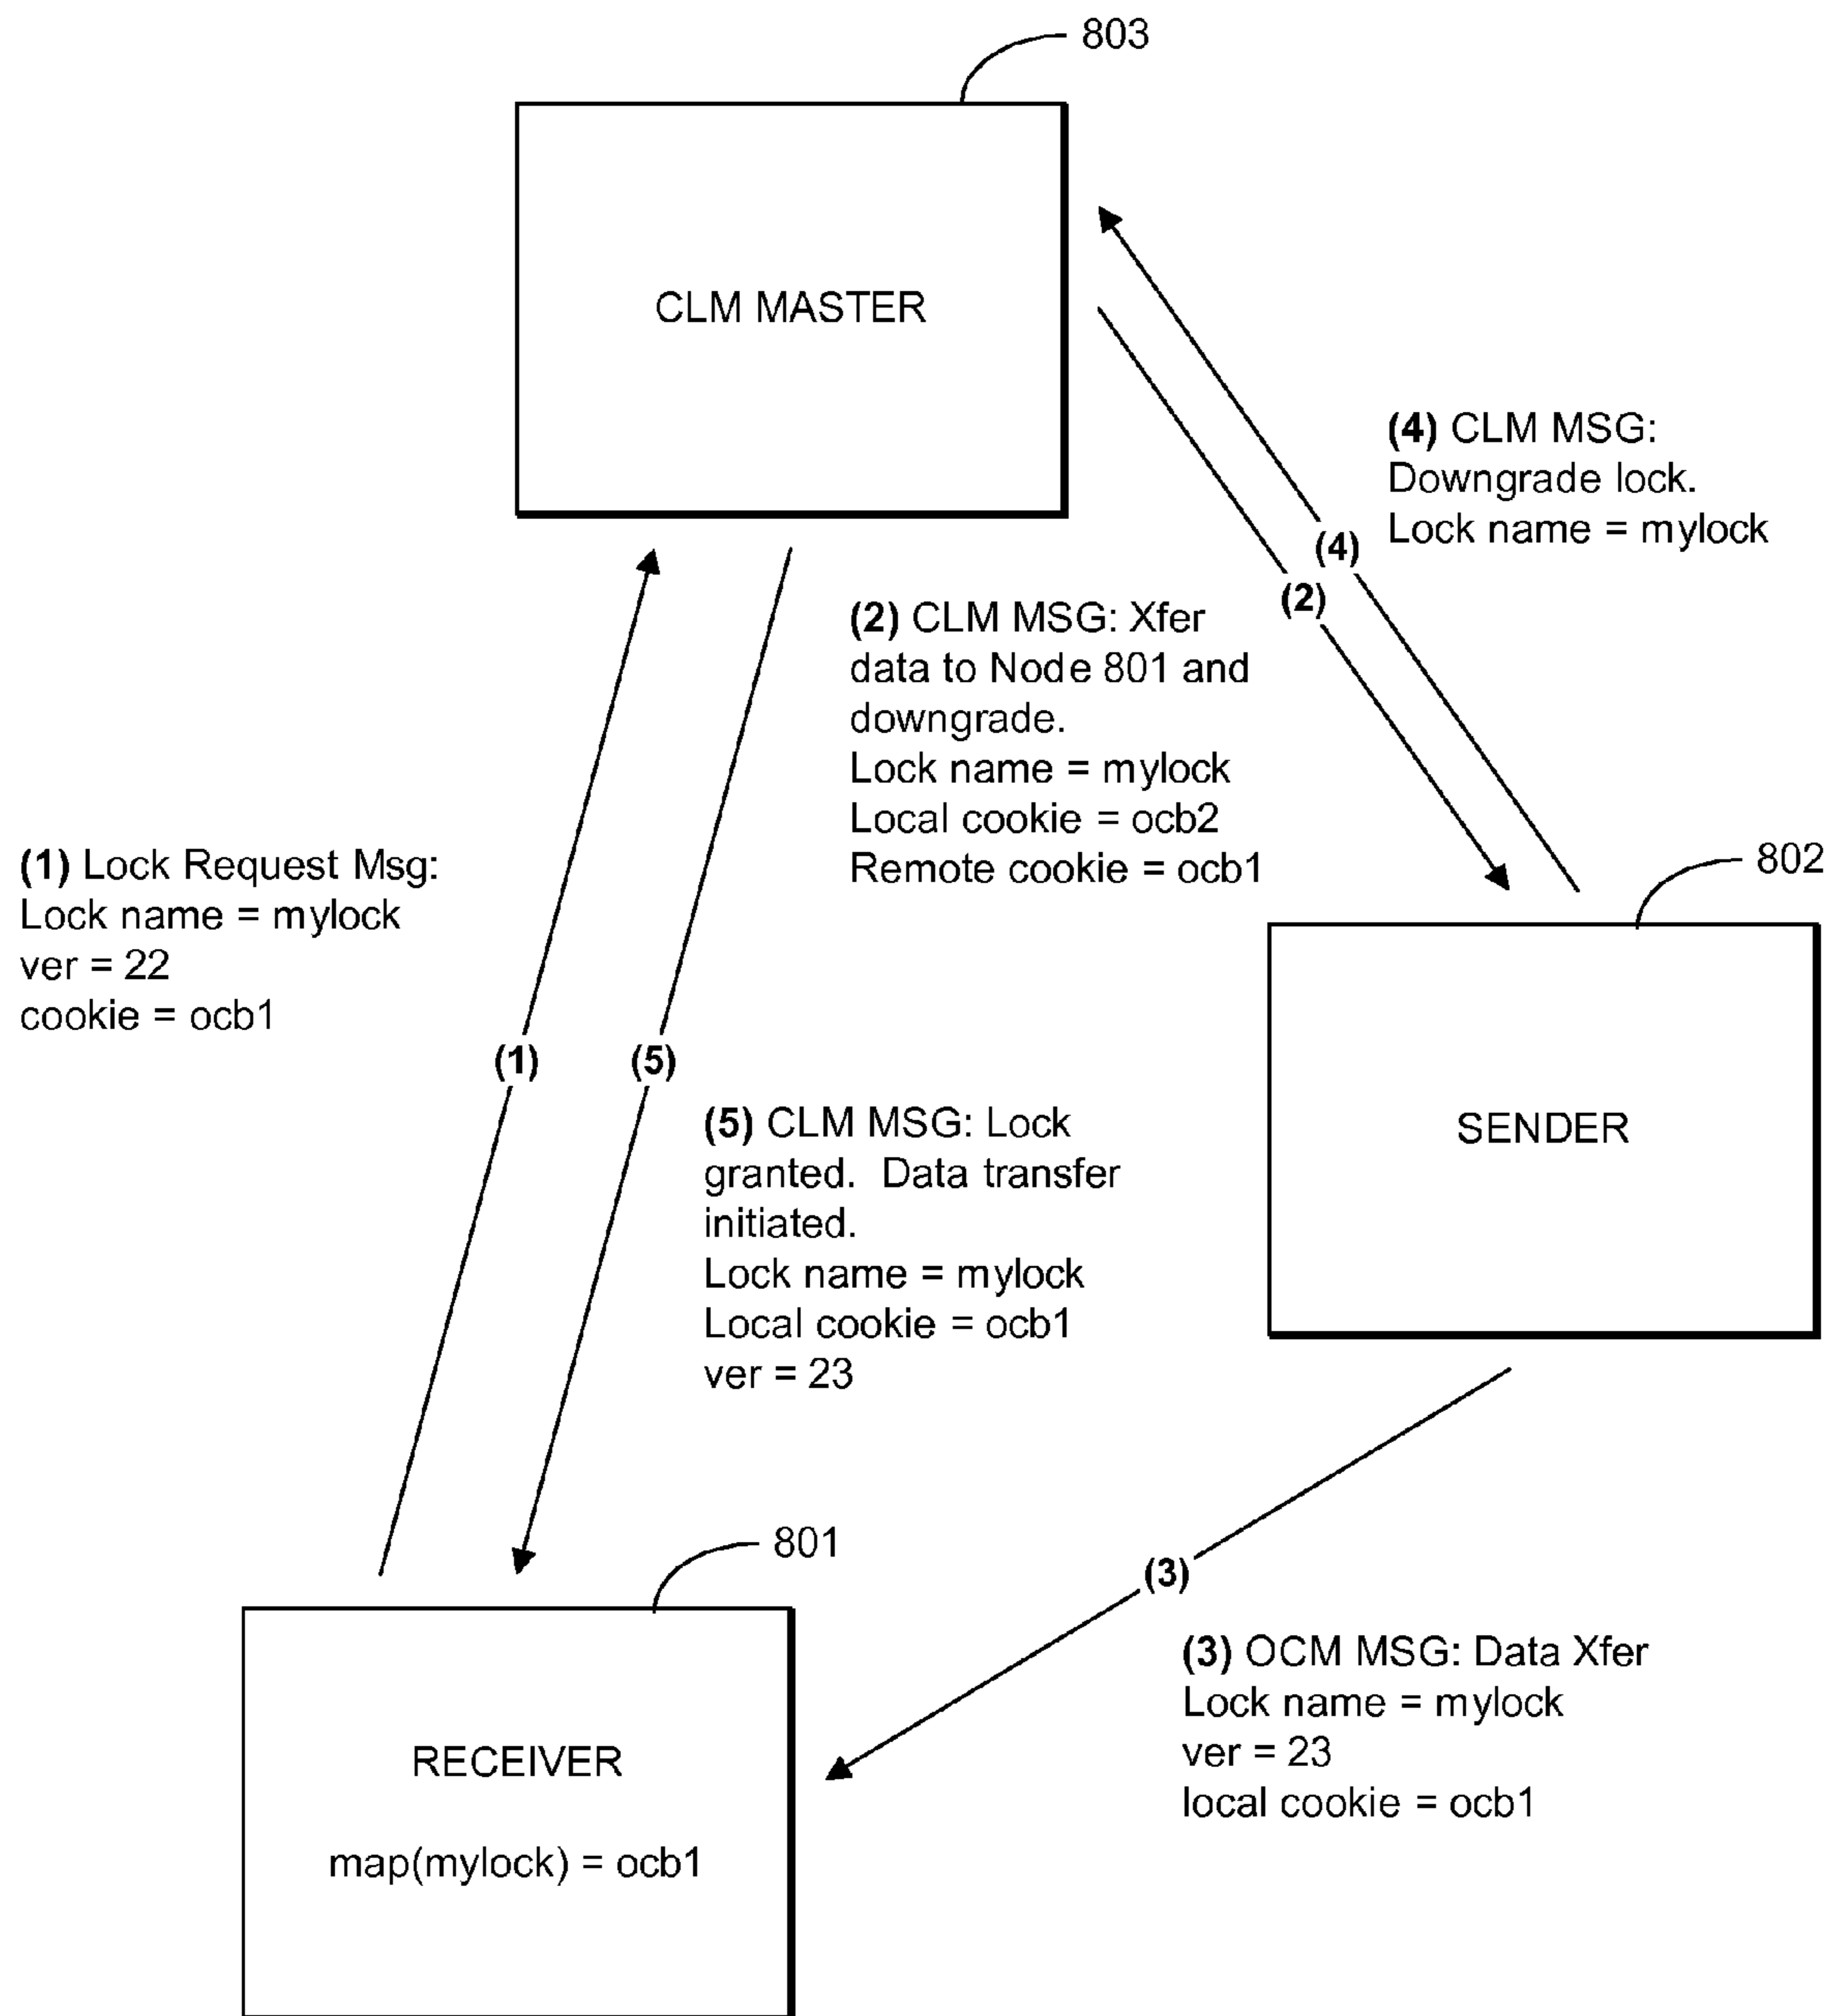 803
CLM MASTER
(4) CLM MSG:
Downgrade lock.
Lock name = mylock
(4)
(2)
(2) CLM MSG: Xfer
data to Node 801 and
downgrade.
Lock name = mylock
Local cookie = ocb2
Remote cookie = ocb1
(1) Lock Request Msg:
Lock name = mylock
ver = 22
cookie = ocb1
802
(1)
(5)
(5) CLM MSG: Lock
granted. Data transfer
initiated.
Lock name = mylock
Local cookie = ocb1
ver = 23
SENDER
801
(3)
(3) OCM MSG: Data Xfer
Lock name = mylock
ver = 23
local cookie = ocb1
RECEIVER
map(mylock) = ocb1